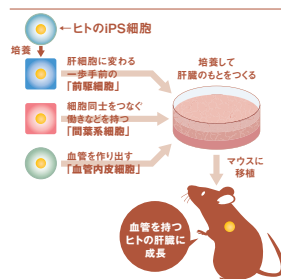 ヒトのiPS細胞
培養
肝細胞に変わる
一歩手前の
「前駆細胞」
細胞同士をつなぐ
働きなどを持つ
「間葉系細胞」
血管を作り出す
「血管内皮細胞」
培養して
肝臓のもとをつくる
マウスに
移植
血管を持つ
ヒトの肝臓に
成長